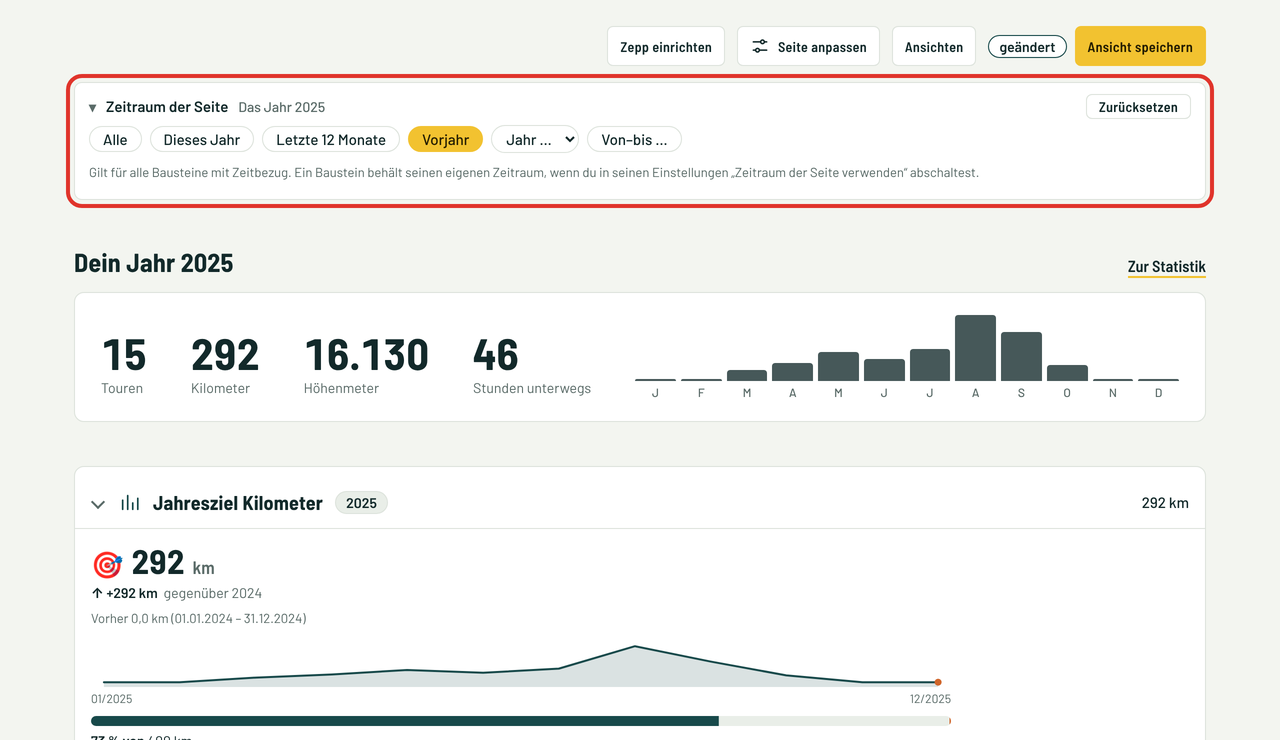 Zepp einrichten
Seite anpassen
Ansichten
geändert
Ansicht speichern
▼ Zeitraum der Seite Das Jahr 2025
Zurücksetzen
Alle
Dieses Jahr
Letzte 12 Monate
Vorjahr
Jahr ...
Von–bis ...
Gilt für alle Bausteine mit Zeitbezug. Ein Baustein behält seinen eigenen Zeitraum, wenn du in seinen Einstellungen „Zeitraum der Seite verwenden“ abschaltest.
Dein Jahr 2025
Zur Statistik
15
Touren
292
Kilometer
16.130
Höhenmeter
46
Stunden unterwegs
J F M A M J J A S O N D
Jahresziel Kilometer 2025
292 km
292 km
↑ +292 km gegenüber 2024
Vorher 0,0 km (01.01.2024 – 31.12.2024)
01/2025
12/2025